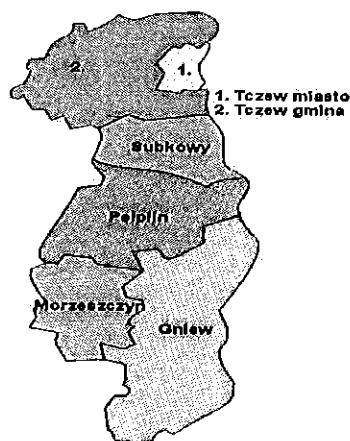 2.
1.
1. Tczew miasto
2. Tczew gmina
Subkowy
Pelplin
Morzeszczyn
Gniew